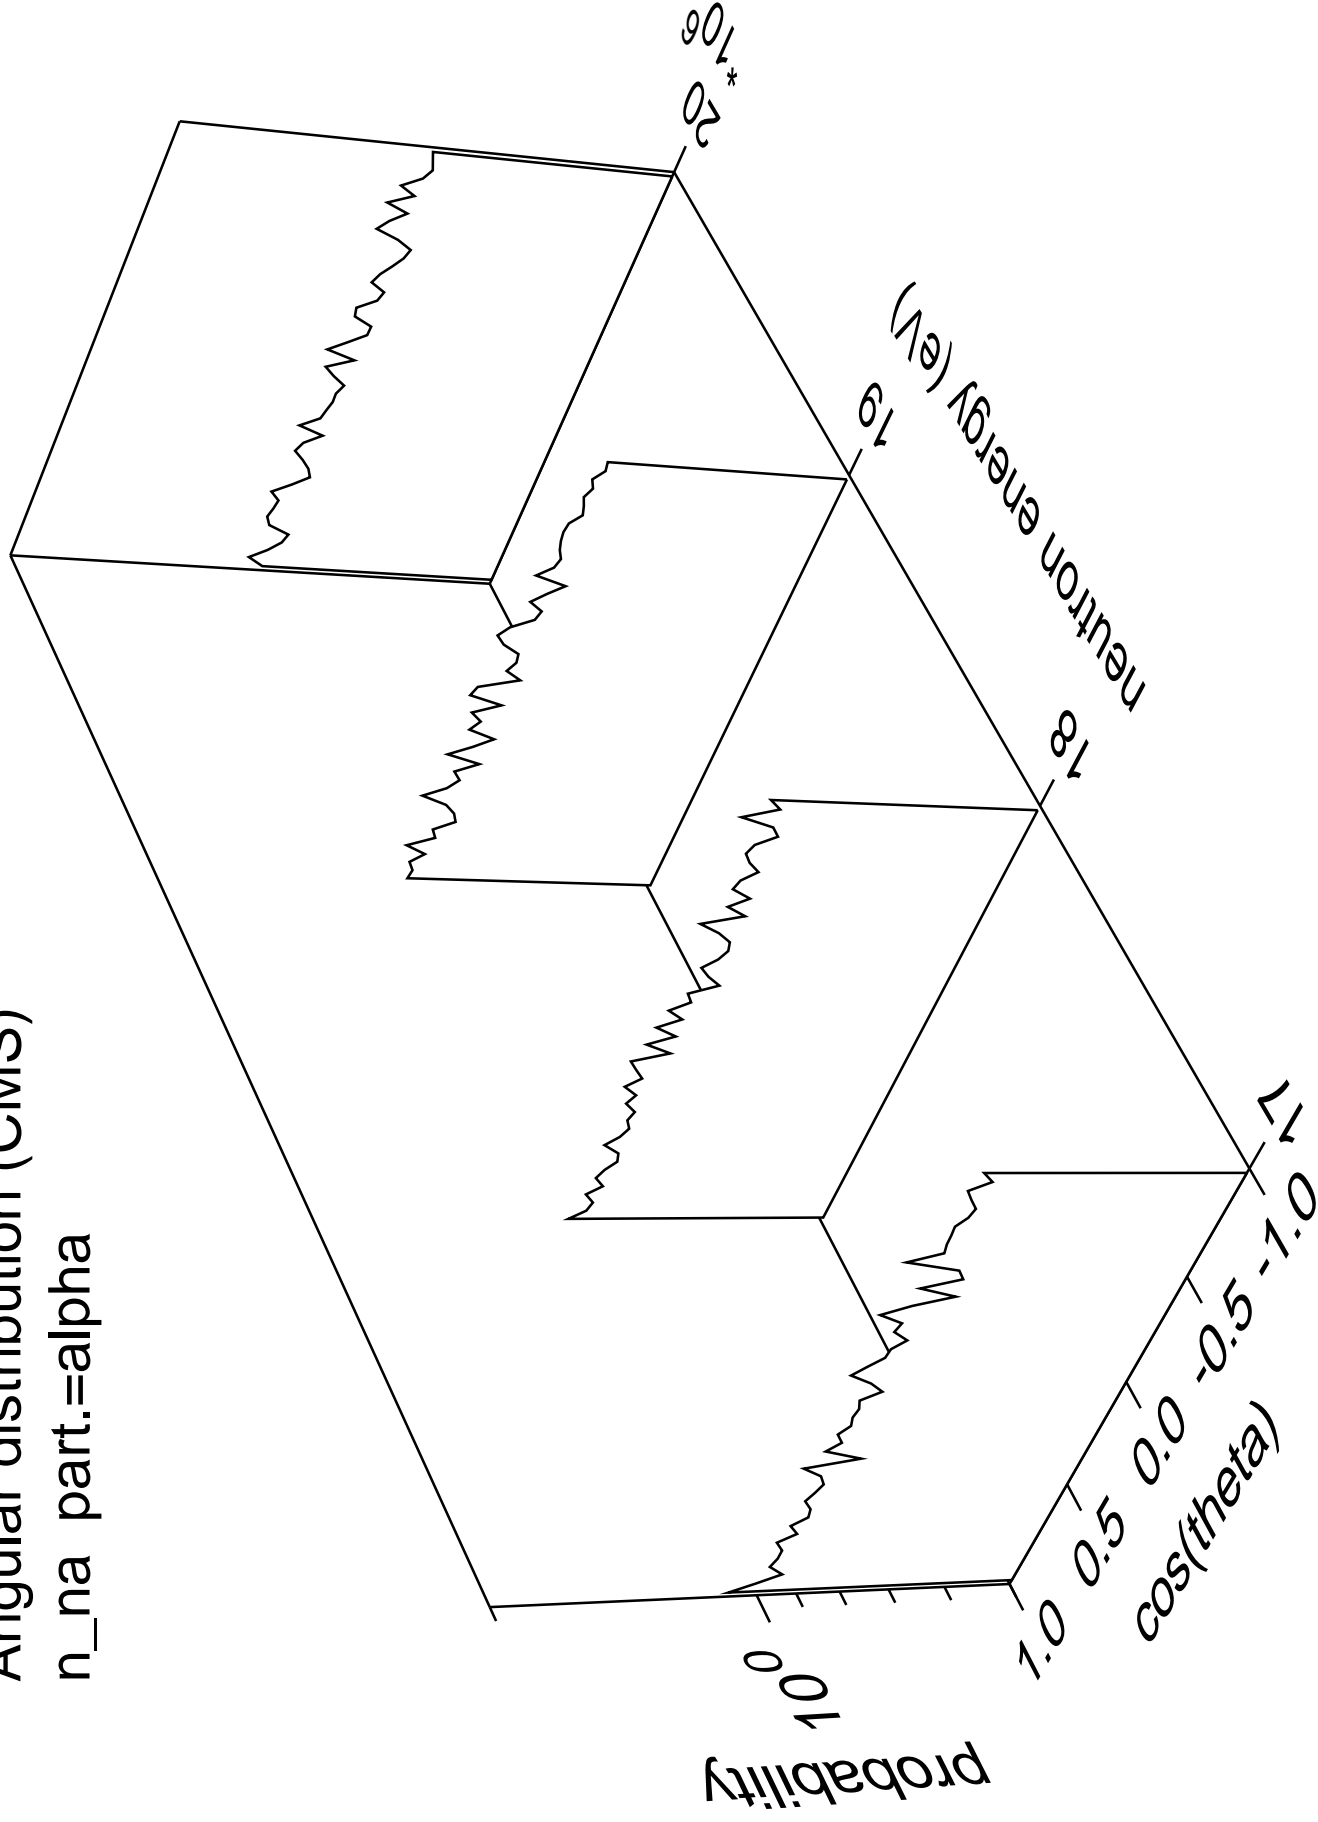 Angular distribution (CMS)
n_na part.=alpha
probability
10^0
1.0 0.5 0.0 -0.5 -1.0
cos(theta)
17 18 19 20
* 10^6
neutron energy (eV)